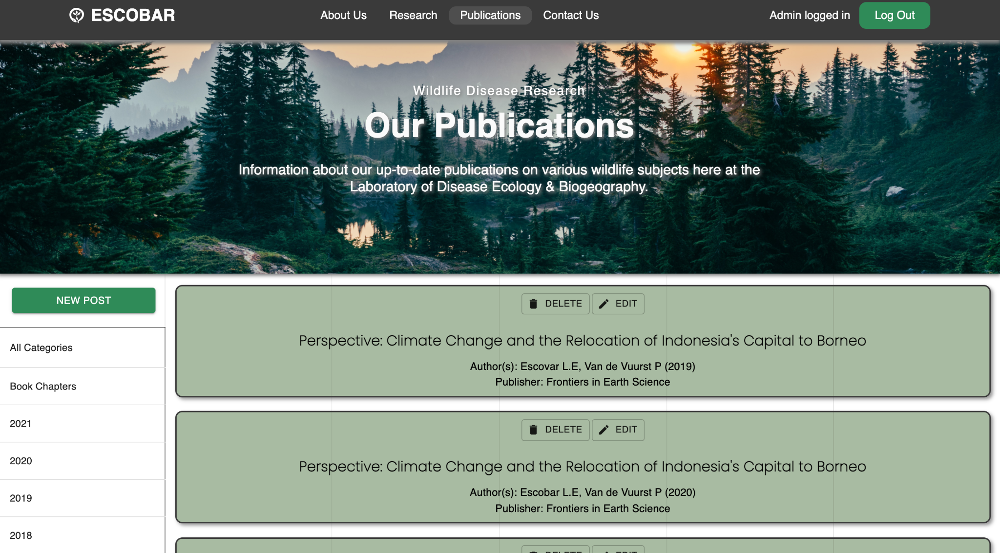 ESCOBAR
About Us
Research
Publications
Contact Us
Admin logged in
Log Out
Wildlife Disease Research
Our Publications
Information about our up-to-date publications on various wildlife subjects here at the
Laboratory of Disease Ecology & Biogeography.
NEW POST
All Categories
Book Chapters
2021
2020
2019
2018
DELETE
EDIT
Perspective: Climate Change and the Relocation of Indonesia's Capital to Borneo
Author(s): Escovar L.E, Van de Vuurst P (2019)
Publisher: Frontiers in Earth Science
DELETE
EDIT
Perspective: Climate Change and the Relocation of Indonesia's Capital to Borneo
Author(s): Escobar L.E, Van de Vuurst P (2020)
Publisher: Frontiers in Earth Science
DELETE
EDIT